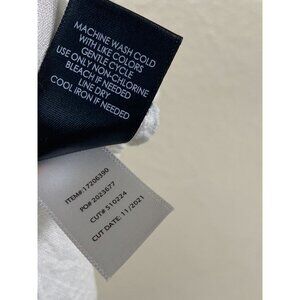 MACHINE WASH COLD
WITH LIKE COLORS
GENTLE CYCLE
USE ONLY NON-CHLORINE
BLEACH IF NEEDED
LINE DRY
COOL IRON IF NEEDED
ITEM#:17206390
PO#:2023677
CUT#:510224
CUT DATE: 11/2021